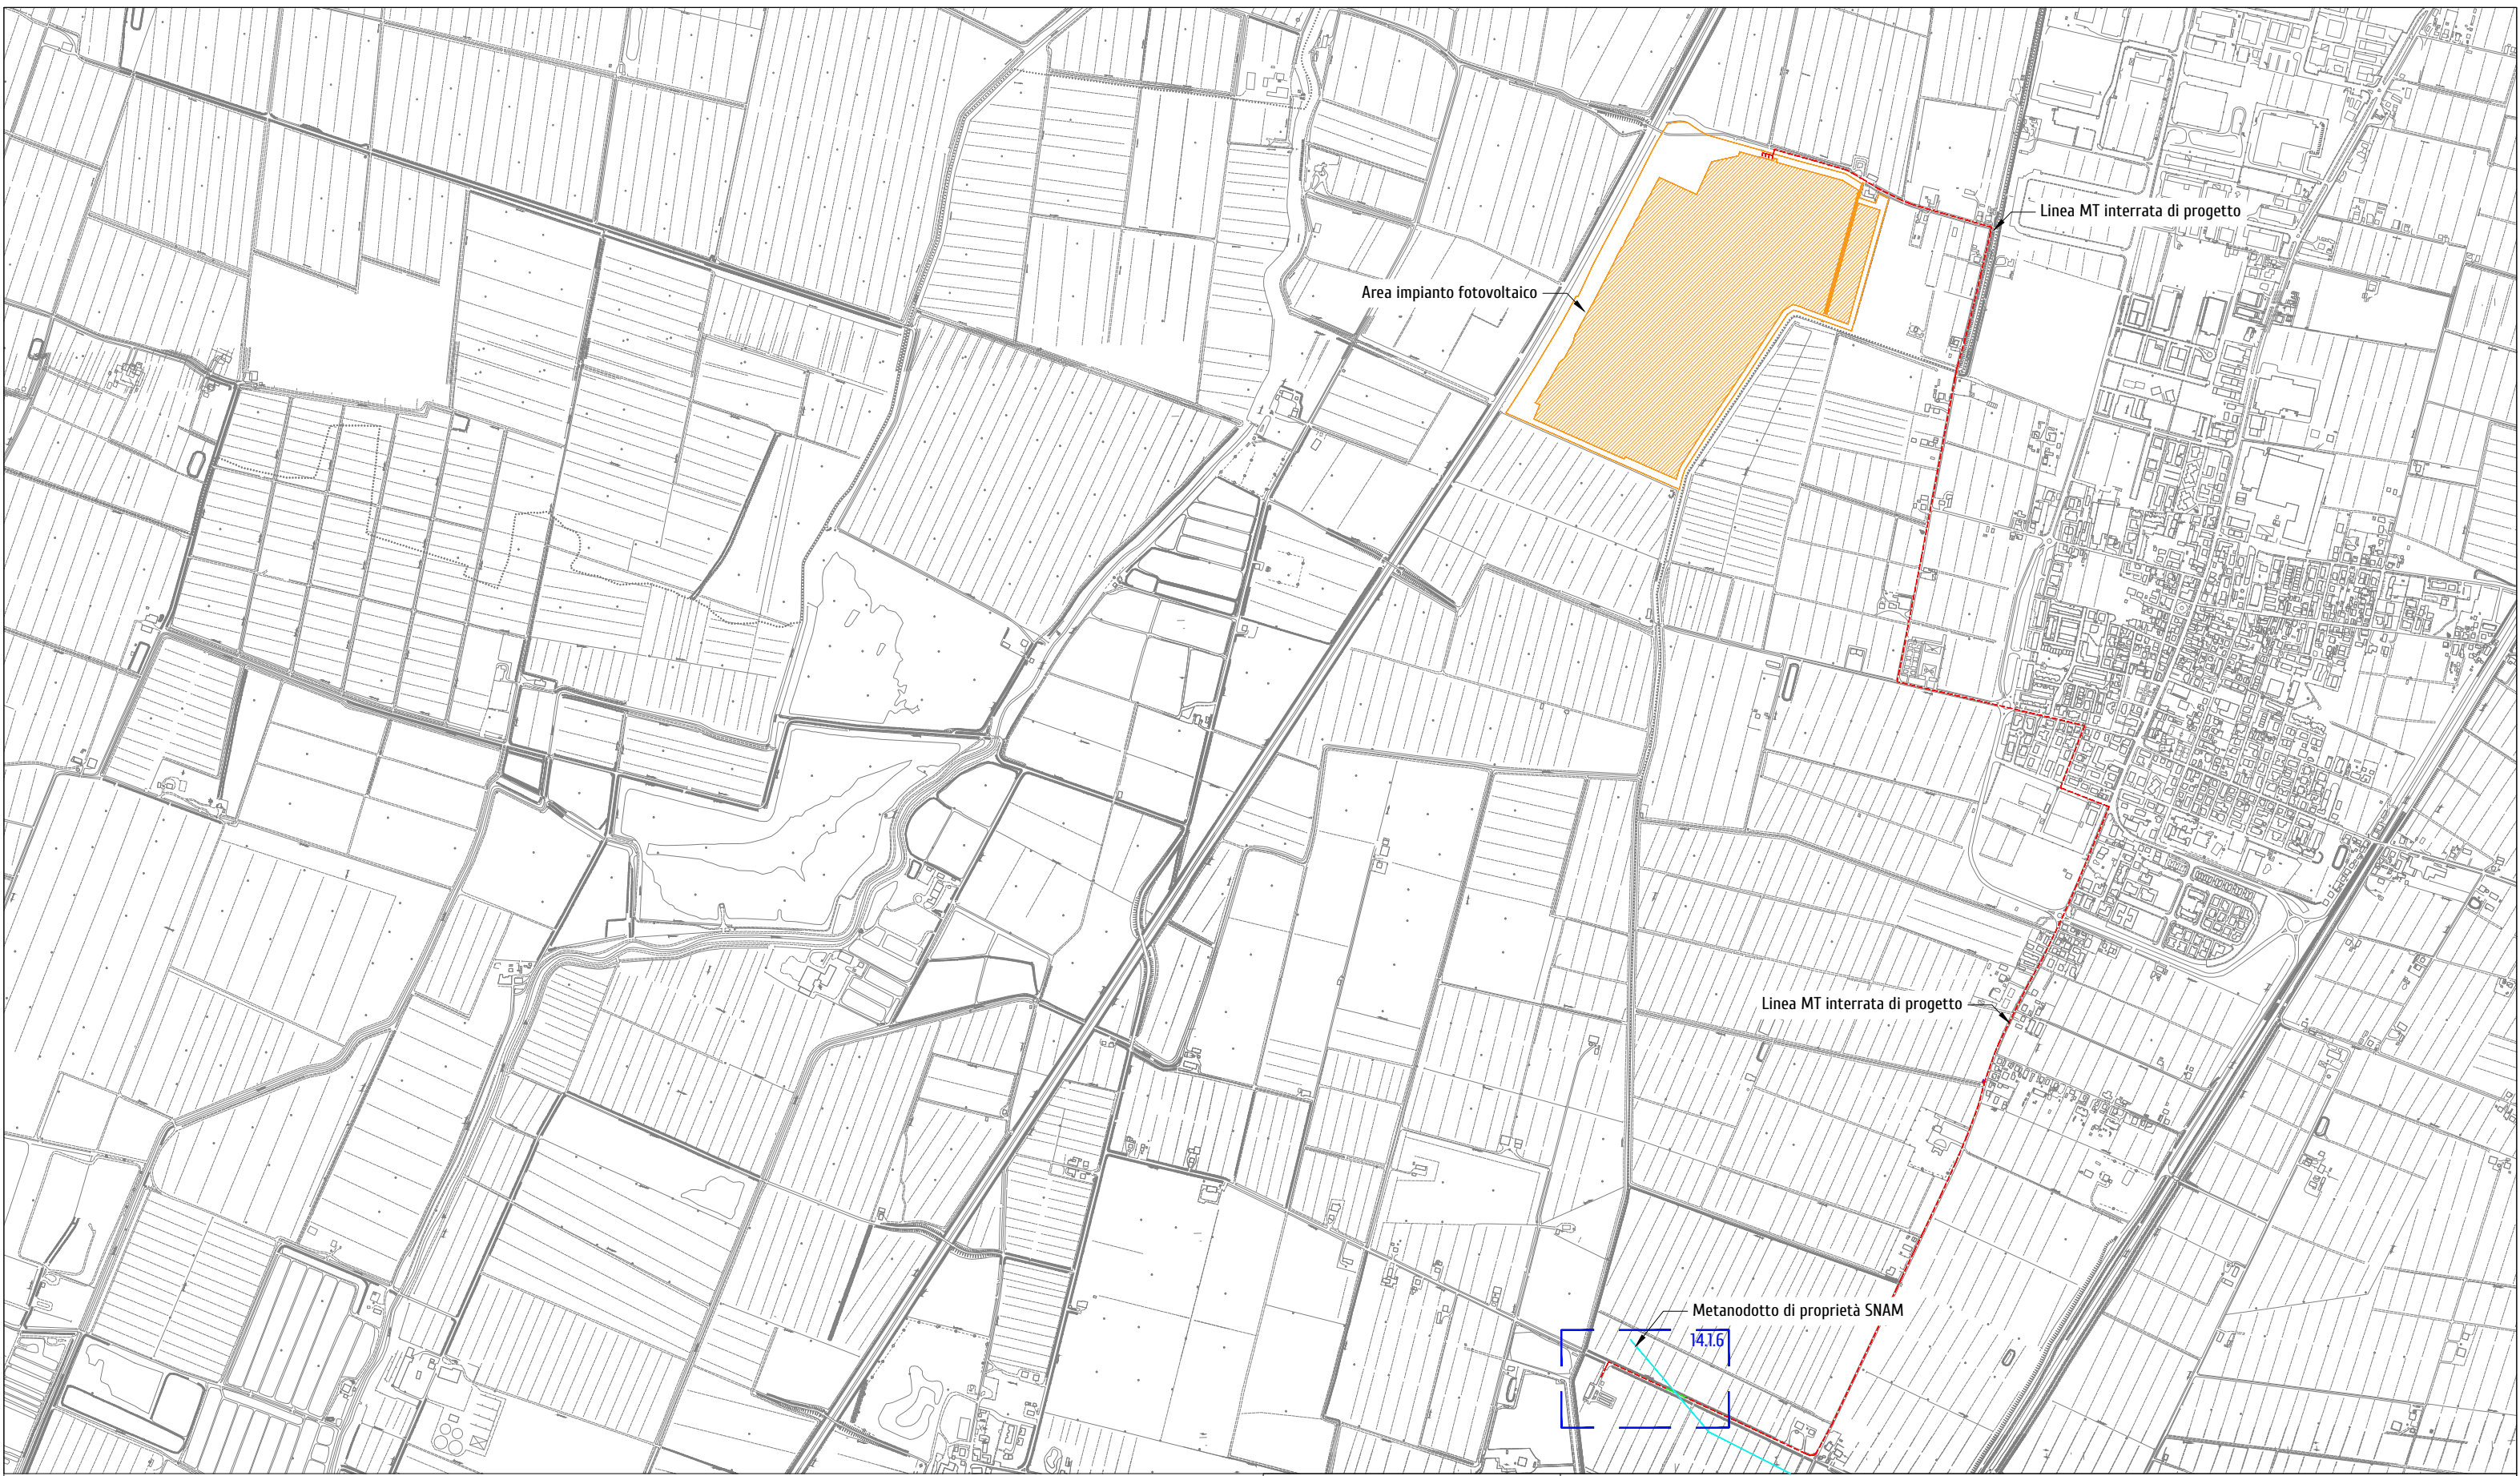 Linea MT interrata di progetto
Area impianto fotovoltaico
Linea MT interrata di progetto
Metanodotto di proprietà SNAM
14.1.6